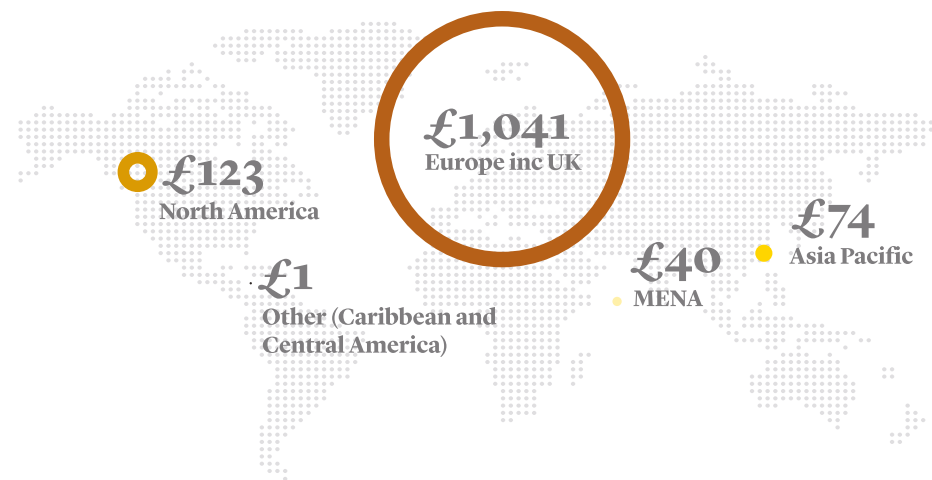 £1,041
Europe inc UK
£123
North America
£74
Asia Pacific
£40
MENA
£1
Other (Caribbean and
Central America)